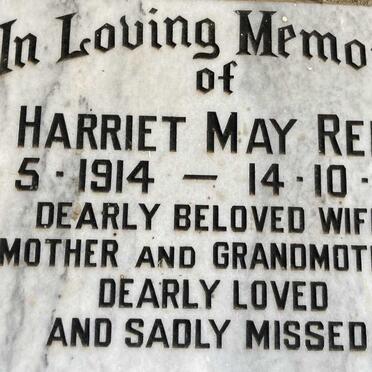 In Loving Memo
of
HARRIET MAY RE
5·1914 — 14·10·
DEARLY BELOVED WIF
MOTHER AND GRANDMOT
DEARLY LOVED
AND SADLY MISSED